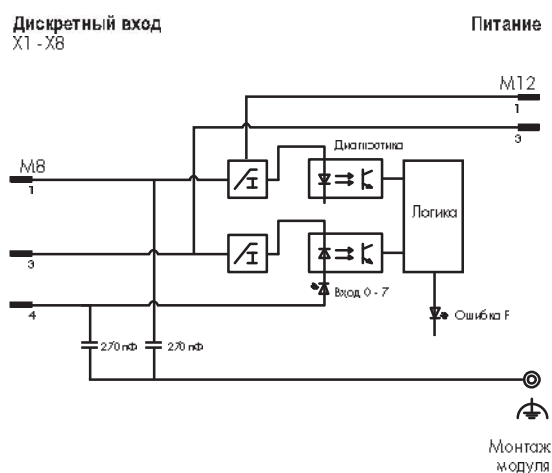 Дискретный вход
X1 - X8
Питание
M12
1
3
Диагностика
M8
1
Логика
3
Вход 0 - 7
4
Ошибка F
270 пФ
270 пФ
Монтаж
модуля